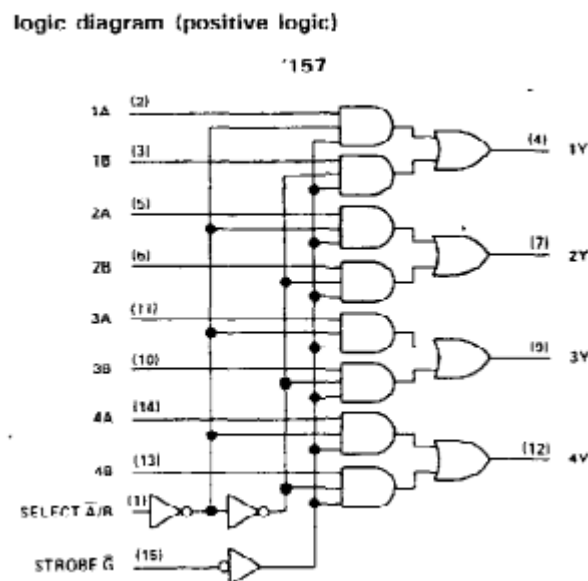 logic diagram (positive logic)
'157
1A (2)
1B (3)
(4) 1Y
2A (5)
(7) 2Y
2B (6)
3A (11)
(9) 3Y
3B (10)
4A (14)
(12) 4Y
4B (13)
SELECT A̅/B (1)
STROBE G̅ (15)